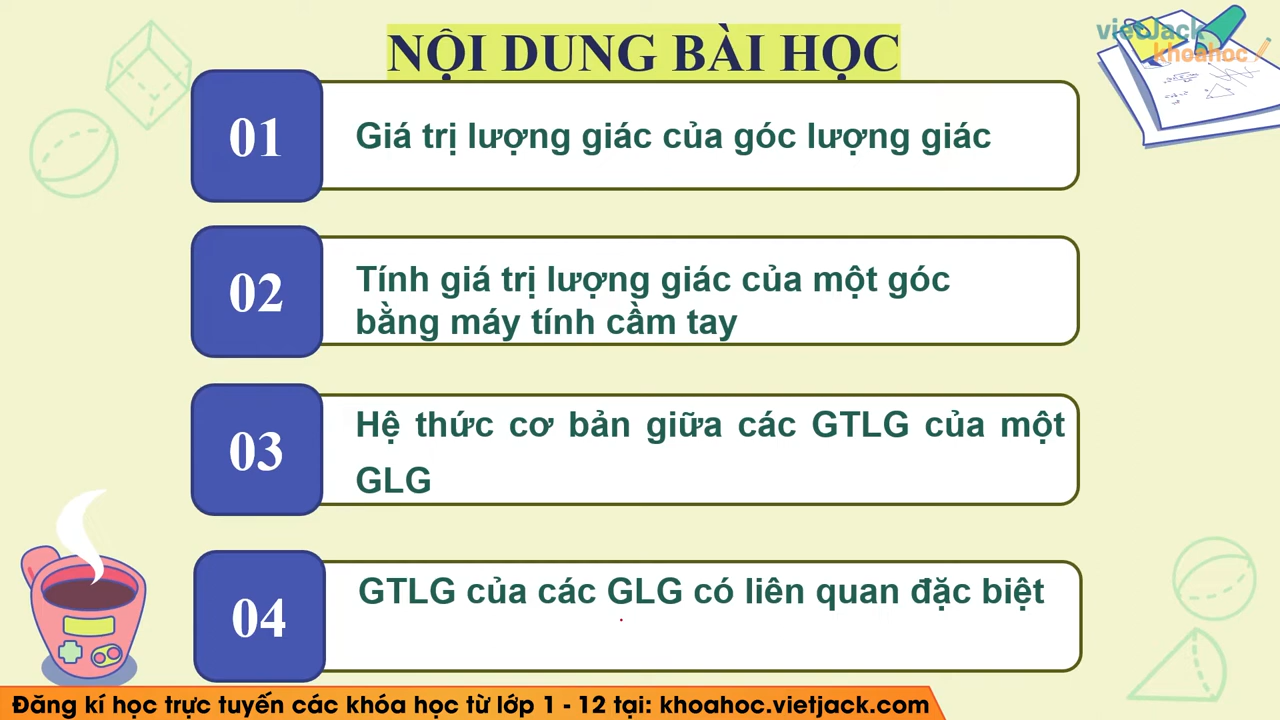 NỘI DUNG BÀI HỌC
vietJack
khoahoc
01
Giá trị lượng giác của góc lượng giác
02
Tính giá trị lượng giác của một góc
bằng máy tính cầm tay
03
Hệ thức cơ bản giữa các GTLG của một
GLG
04
GTLG của các GLG có liên quan đặc biệt
Đăng kí học trực tuyến các khóa học từ lớp 1 - 12 tại: khoahoc.vietjack.com